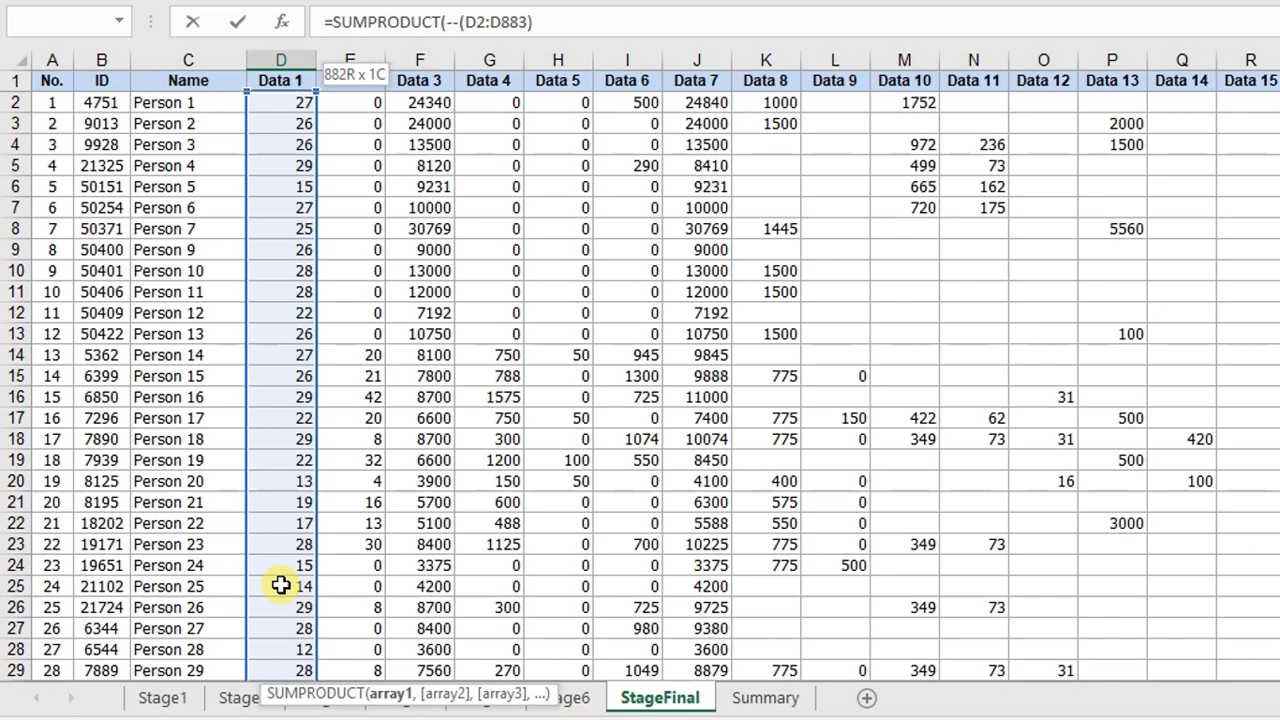 =SUMPRODUCT(--(D2:D883)
A B C D E F G H I J K L M N O P Q R
882R x 1C
1 No. ID Name Data 1 Data 3 Data 4 Data 5 Data 6 Data 7 Data 8 Data 9 Data 10 Data 11 Data 12 Data 13 Data 14 Data 15
2 1 4751 Person 1 27 0 24340 0 0 500 24840 1000 1752
3 2 9013 Person 2 26 0 24000 0 0 0 24000 1500 2000
4 3 9928 Person 3 26 0 13500 0 0 0 13500 972 236 1500
5 4 21325 Person 4 29 0 8120 0 0 290 8410 499 73
6 5 50151 Person 5 15 0 9231 0 0 0 9231 665 162
7 6 50254 Person 6 27 0 10000 0 0 0 10000 720 175
8 7 50371 Person 7 25 0 30769 0 0 0 30769 1445 5560
9 8 50400 Person 9 26 0 9000 0 0 0 9000
10 9 50401 Person 10 28 0 13000 0 0 0 13000 1500
11 10 50406 Person 11 28 0 12000 0 0 0 12000 1500
12 11 50409 Person 12 22 0 7192 0 0 0 7192
13 12 50422 Person 13 26 0 10750 0 0 0 10750 1500 100
14 13 5362 Person 14 27 20 8100 750 50 945 9845
15 14 6399 Person 15 26 21 7800 788 0 1300 9888 775 0
16 15 6850 Person 16 29 42 8700 1575 0 725 11000 31
17 16 7296 Person 17 22 20 6600 750 50 0 7400 775 150 422 62 500
18 17 7890 Person 18 29 8 8700 300 0 1074 10074 775 0 349 73 31 420
19 18 7939 Person 19 22 32 6600 1200 100 550 8450 500
20 19 8125 Person 20 13 4 3900 150 50 0 4100 400 0 16 100
21 20 8195 Person 21 19 16 5700 600 0 0 6300 575 0
22 21 18202 Person 22 17 13 5100 488 0 0 5588 550 0 3000
23 22 19171 Person 23 28 30 8400 1125 0 700 10225 775 0 349 73
24 23 19651 Person 24 15 0 3375 0 0 0 3375 775 500
25 24 21102 Person 25 14 0 4200 0 0 0 4200
26 25 21724 Person 26 29 8 8700 300 0 725 9725 349 73
27 26 6344 Person 27 28 0 8400 0 0 980 9380
28 27 6544 Person 28 12 0 3600 0 0 0 3600
29 28 7889 Person 29 28 8 7560 270 0 1049 8879 775 0 349 73 31
SUMPRODUCT(array1, [array2], [array3], ...)
Stage1 StageFinal Summary